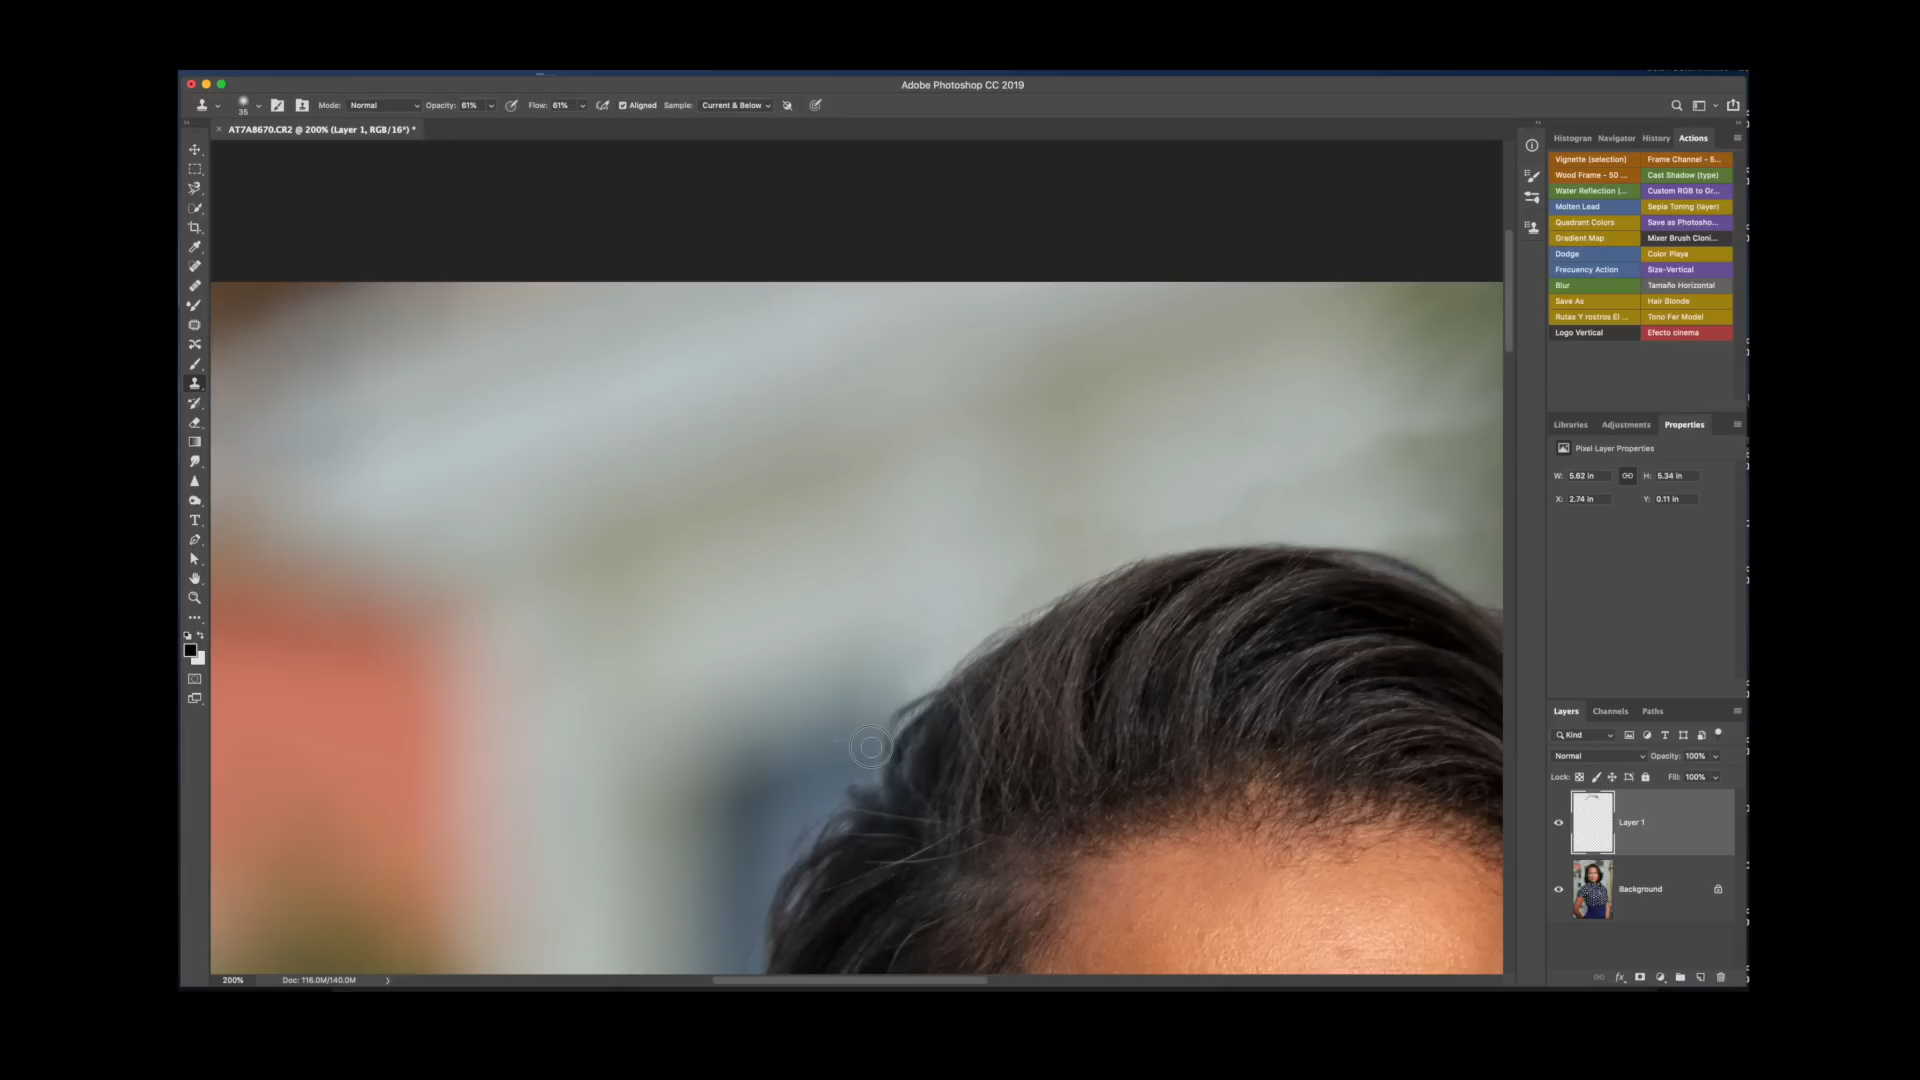 Adobe Photoshop CC 2019
35
Mode: Normal Opacity: 61% Flow: 61% Aligned Sample: Current & Below
AT7A8670.CR2 @ 200% (Layer 1, RGB/16*) *
Histogran Navigator History Actions
Vignette (selection) Frame Channel - 5...
Wood Frame - 50 ... Cast Shadow (type)
Water Reflection (... Custom RGB to Gr...
Molten Lead Sepia Toning (layer)
Quadrant Colors Save as Photosho...
Gradient Map Mixer Brush Cloni...
Dodge Color Playa
Frecuency Action Size-Vertical
Blur Tamaño Horizontal
Save As Hair Blonde
Rutas Y rostros El ... Tono Fer Model
Logo Vertical Efecto cinema
Libraries Adjustments Properties
Pixel Layer Properties
W: 5.62 in H: 5.34 in
X: 2.74 in Y: 0.11 in
Layers Channels Paths
Kind
Normal Opacity: 100%
Lock: Fill: 100%
Layer 1
Background
200% Doc: 116.0M/140.0M